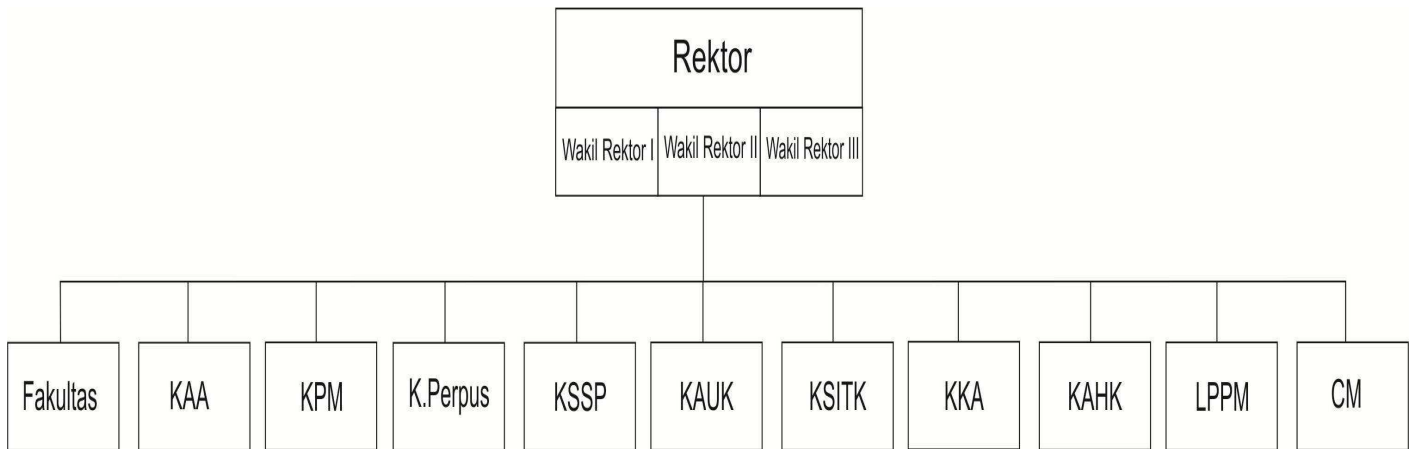 Rektor
Wakil Rektor I
Wakil Rektor II
Wakil Rektor III
Fakultas
KAA
KPM
K.Perpus
KSSP
KAUK
KSITK
KKA
KAHK
LPPM
CM